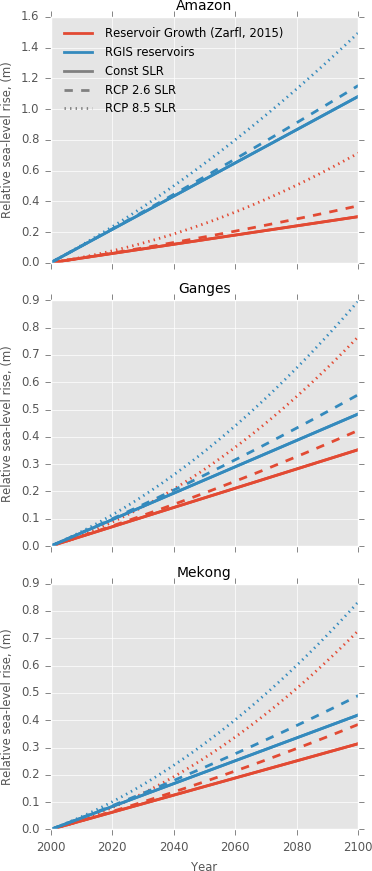 Amazon
1.6
1.4
1.2
1.0
0.8
0.6
0.4
0.2
0.0
Relative sea-level rise, (m)
Reservoir Growth (Zarfl, 2015)
RGIS reservoirs
Const SLR
RCP 2.6 SLR
RCP 8.5 SLR
Ganges
0.9
0.8
0.7
0.6
0.5
0.4
0.3
0.2
0.1
0.0
Relative sea-level rise, (m)
Mekong
0.9
0.8
0.7
0.6
0.5
0.4
0.3
0.2
0.1
0.0
Relative sea-level rise, (m)
2000 2020 2040 2060 2080 2100
Year